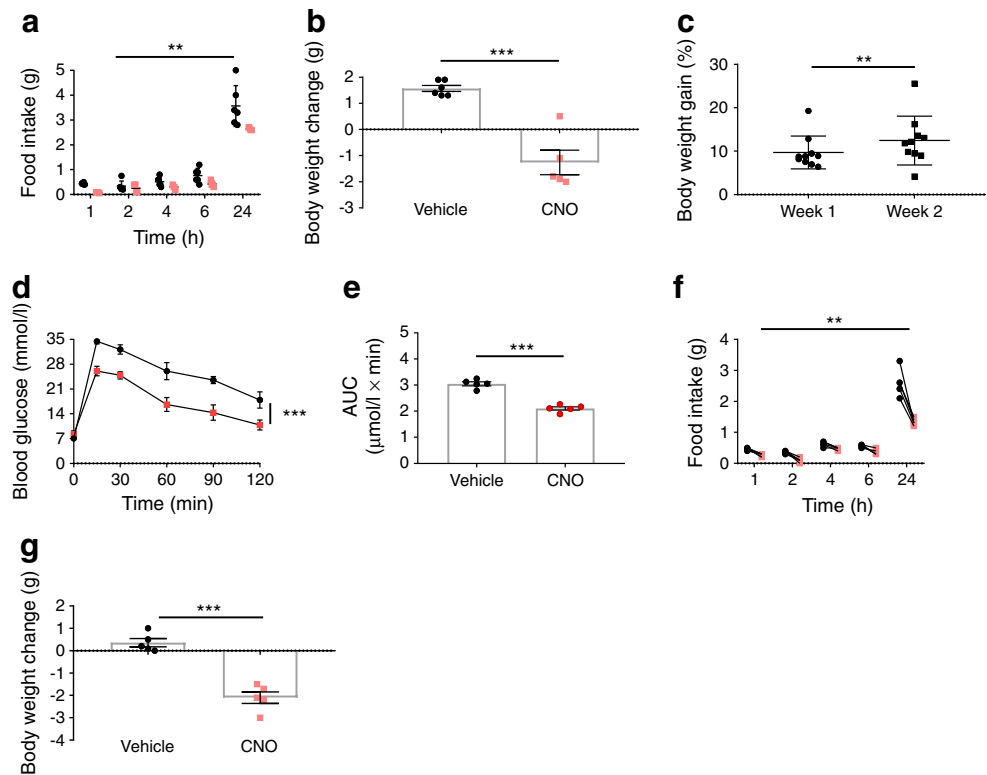 a
**
Food intake (g)
5
4
3
2
1
0
1 2 4 6 24
Time (h)
b
***
Body weight change (g)
2
1
0
-1
-2
-3
Vehicle CNO
c
**
Body weight gain (%)
30
20
10
0
Week 1 Week 2
d
Blood glucose (mmol/l)
35
28
21
14
7
0
***
0 30 60 90 120
Time (min)
e
***
AUC
(μmol/l × min)
5
4
3
2
1
0
Vehicle CNO
f
**
Food intake (g)
4
3
2
1
0
1 2 4 6 24
Time (h)
g
***
Body weight change (g)
2
1
0
-1
-2
-3
-4
Vehicle CNO